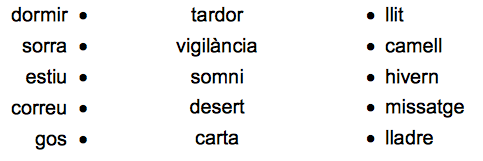 dormir • tardor • llit
sorra • vigilància • camell
estiu • somni • hivern
correu • desert • missatge
gos • carta • lladre